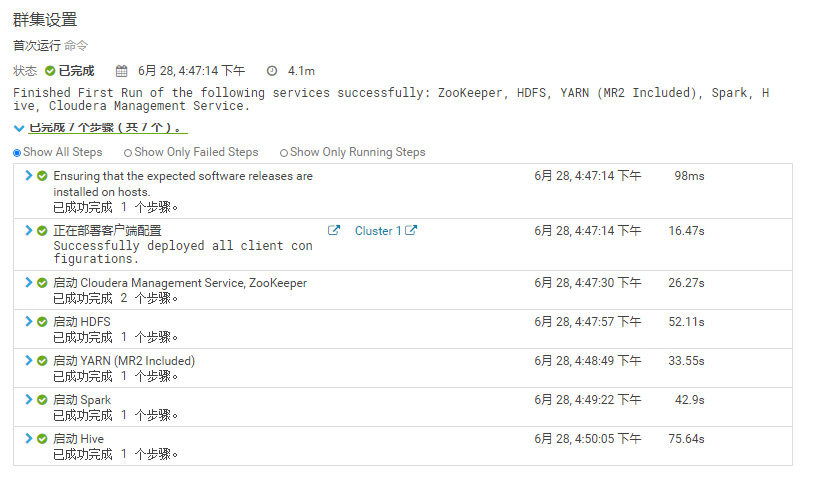 群集设置
首次运行 命令
状态 已完成 6月 28, 4:47:14 下午 4.1m
Finished First Run of the following services successfully: ZooKeeper, HDFS, YARN (MR2 Included), Spark, H
ive, Cloudera Management Service.
已完成 7 个步骤（共 7 个）。
Show All Steps Show Only Failed Steps Show Only Running Steps
Ensuring that the expected software releases are 6月 28, 4:47:14 下午 98ms
installed on hosts.
已成功完成 1 个步骤。
正在部署客户端配置 Cluster 1 6月 28, 4:47:14 下午 16.47s
Successfully deployed all client con
figurations.
启动 Cloudera Management Service, ZooKeeper 6月 28, 4:47:30 下午 26.27s
已成功完成 2 个步骤。
启动 HDFS 6月 28, 4:47:57 下午 52.11s
已成功完成 1 个步骤。
启动 YARN (MR2 Included) 6月 28, 4:48:49 下午 33.55s
已成功完成 1 个步骤。
启动 Spark 6月 28, 4:49:22 下午 42.9s
已成功完成 1 个步骤。
启动 Hive 6月 28, 4:50:05 下午 75.64s
已成功完成 1 个步骤。